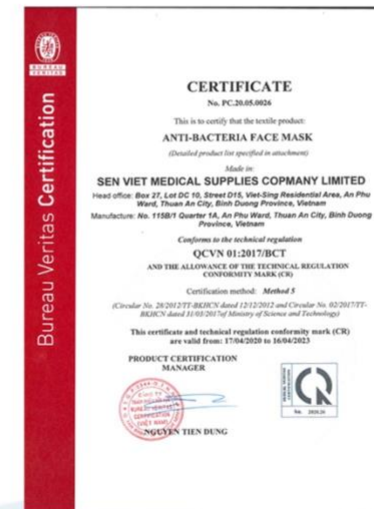 BUREAU
VERITAS
Bureau Veritas Certification
CERTIFICATE
No. PC.20.05.0026
This is to certify that the textile product:
ANTI-BACTERIA FACE MASK
(Detailed product list specified in attachment)
Made in:
SEN VIET MEDICAL SUPPLIES COPMANY LIMITED
Head office: Box 27, Lot DC 10, Street D15, Viet-Sing Residential Area, An Phu
Ward, Thuan An City, Binh Duong Province, Vietnam
Manufacture: No. 115B/1 Quarter 1A, An Phu Ward, Thuan An City, Binh Duong
Province, Vietnam
Conforms to the technical regulation
QCVN 01:2017/BCT
AND THE ALLOWANCE OF THE TECHNICAL REGULATION
CONFORMITY MARK (CR)
Certification method: Method 5
(Circular No. 28/2012/TT-BKHCN dated 12/12/2012 and Circular No. 02/2017/TT-
BKHCN dated 31/03/2017of Ministry of Science and Technology)
This certificate and technical regulation conformity mark (CR)
are valid from: 17/04/2020 to 16/04/2023
PRODUCT CERTIFICATION
MANAGER
BUREAU VERITAS
CERTIFICATION
NGUYEN TIEN DUNG